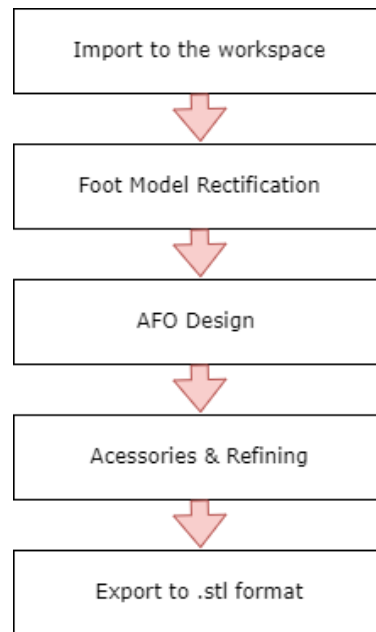 Import to the workspace
Foot Model Rectification
AFO Design
Acessories & Refining
Export to .stl format